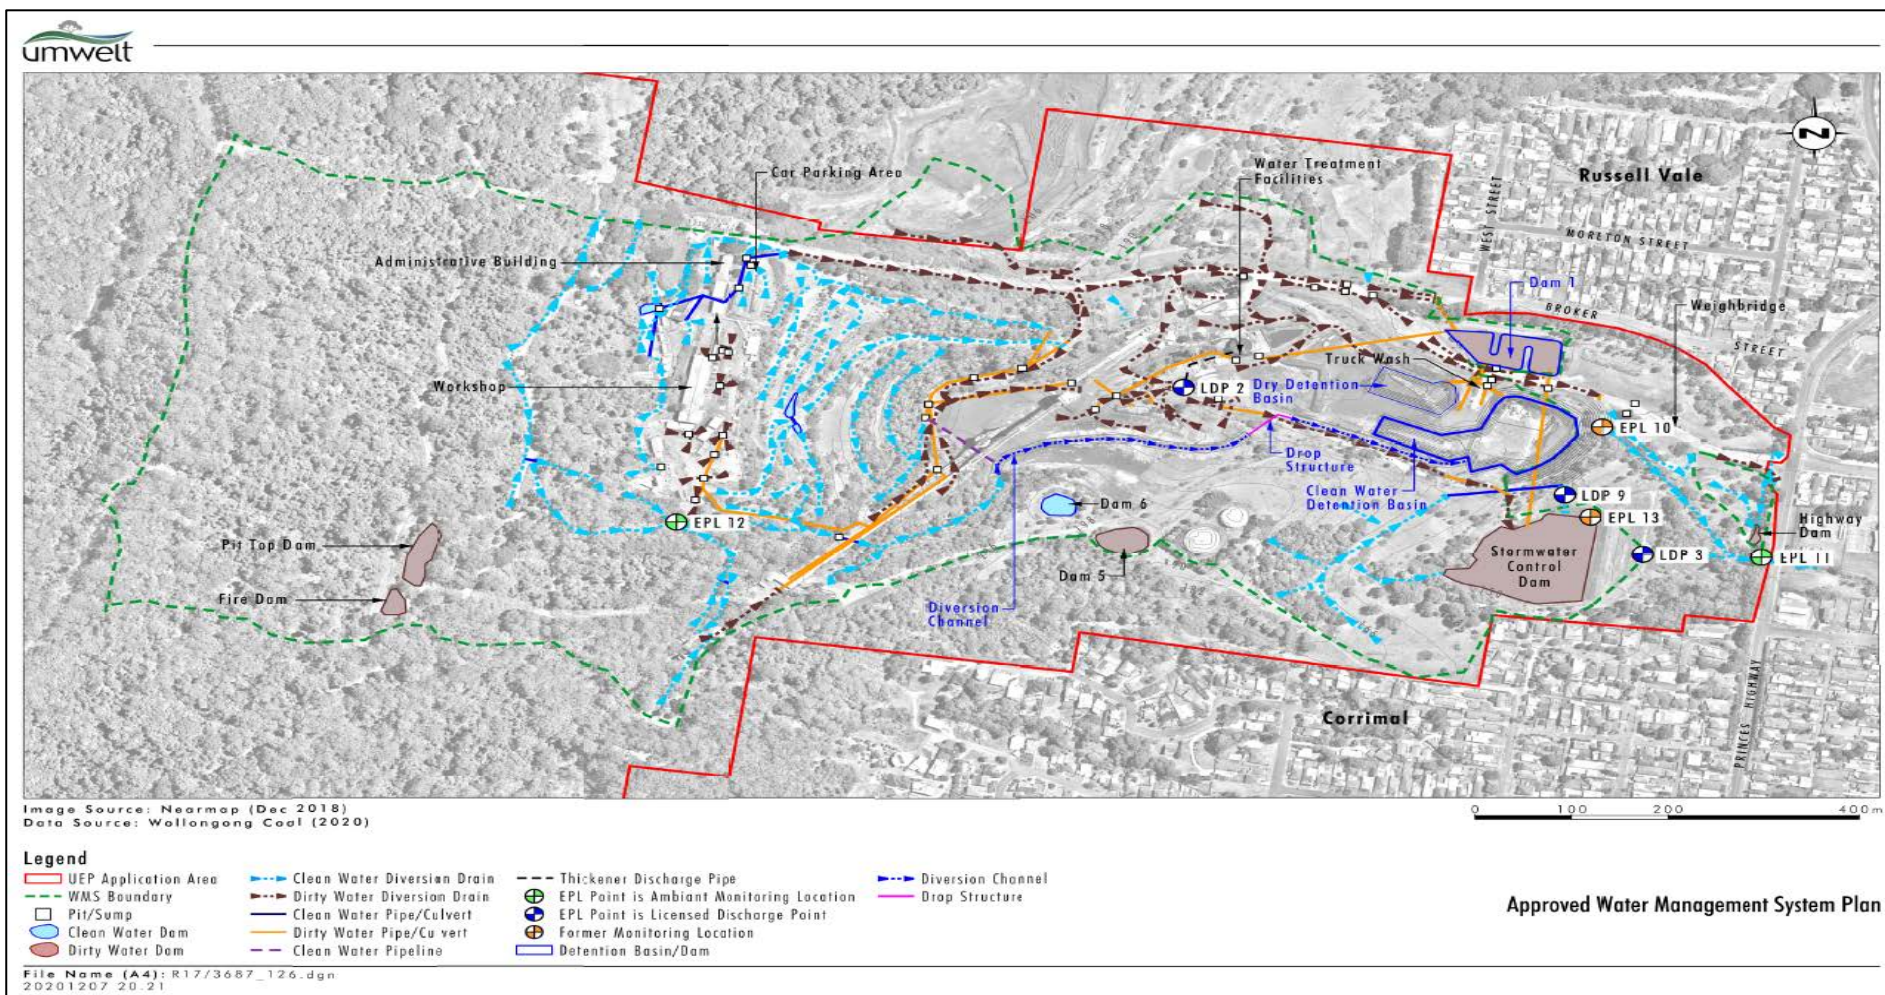 umwelt
Russell Vale
WEST STREET
MORETON STREET
Car Parking Area
Water Treatment
Facilities
Administrative Building
Dam 1
BROKER
STREET
Weighbridge
Truck Wash
Workshop
LDP 2
Dry Detention
Basin
EPL 10
Drop
Structure
Clean Water
Detention Basin
LDP 9
EPL 13
Dam 6
EPL 12
Highway
Dam
Pit Top Dam
Stormwater
Control
Dam
LDP 3
EPL 11
Dam 5
Fire Dam
Diversion
Channel
Corrimal
PRINCES HIGHWAY
N
Image Source: Nearmap (Dec 2018)
Data Source: Wollongong Coal (2020)
0 100 200 400m
Legend
UEP Application Area
WMS Boundary
Pit/Sump
Clean Water Dam
Dirty Water Dam
Clean Water Diversion Drain
Dirty Water Diversion Drain
Clean Water Pipe/Culvert
Dirty Water Pipe/Cu vert
Clean Water Pipeline
Thickener Discharge Pipe
EPL Point is Ambiant Monitoring Location
EPL Point is Licensed Discharge Point
Former Monitoring Location
Detention Basin/Dam
Diversion Channel
Drop Structure
Approved Water Management System Plan
File Name (A4): R17/3687_126.dgn
20201207 20.21